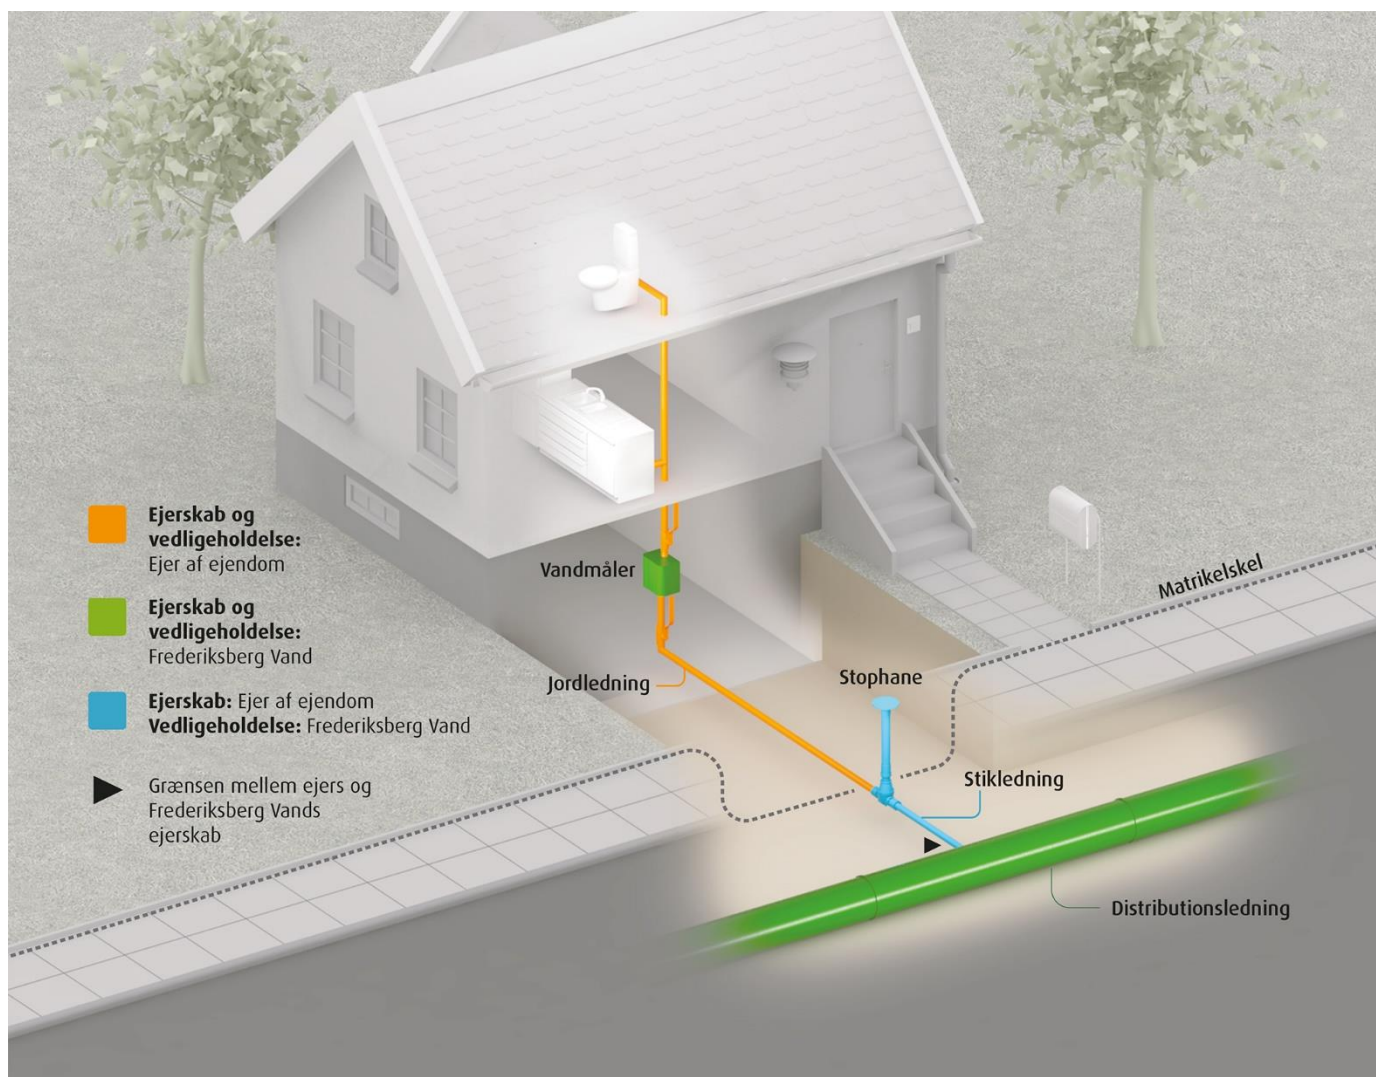 Ejerskab og
vedligeholdelse:
Ejer af ejendom
Ejerskab og
vedligeholdelse:
Frederiksberg Vand
Ejerskab: Ejer af ejendom
Vedligeholdelse: Frederiksberg Vand
Grænsen mellem ejers og
Frederiksberg Vands
ejerskab
Vandmåler
Jordledning
Stophane
Matrikelskel
Stikledning
Distributionsledning